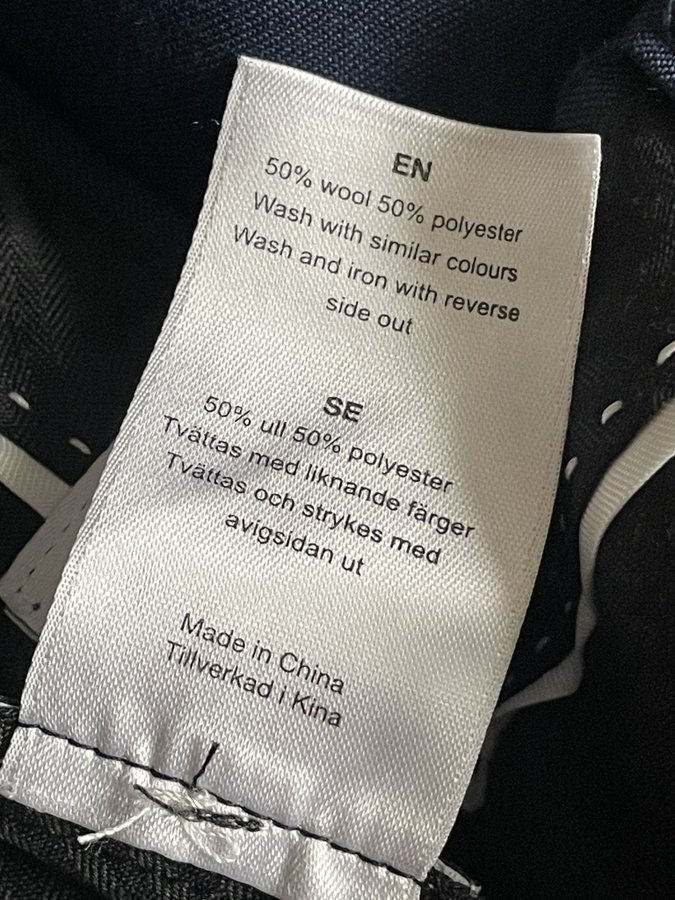 EN
50% wool 50% polyester
Wash with similar colours
Wash and iron with reverse
side out
SE
50% ull 50% polyester
Tvättas med liknande färger
Tvättas och strykes med
avigsidan ut
Made in China
Tillverkad i Kina